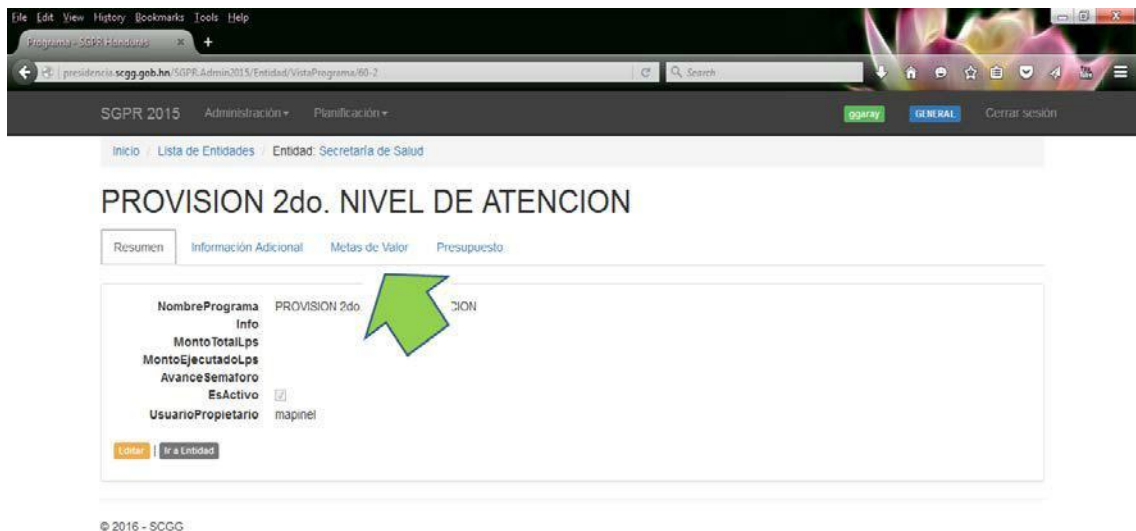 File Edit View History Bookmarks Tools Help
Programa - SGPR Honduras × +
presidencia.scgg.gob.hn/SGPR.Admin2015/Entidad/VistaPrograma/60-2 Search
SGPR 2015 Administración Planificación ggaray GENERAL Cerrar sesión
Inicio / Lista de Entidades / Entidad: Secretaría de Salud
PROVISION 2do. NIVEL DE ATENCION
Resumen Información Adicional Metas de Valor Presupuesto
NombrePrograma PROVISION 2do. CION
Info
MontoTotalLps
MontoEjecutadoLps
AvanceSemaforo
EsActivo
UsuarioPropietario mapinel
Editar | Ir a Entidad
© 2016 - SCGG